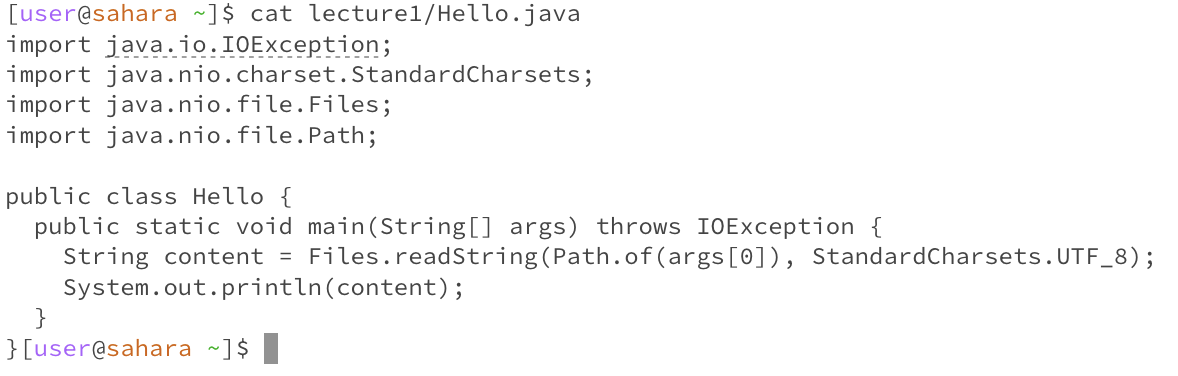 [user@sahara ~]$ cat lecture1/Hello.java
import java.io.IOException;
import java.nio.charset.StandardCharsets;
import java.nio.file.Files;
import java.nio.file.Path;

public class Hello {
  public static void main(String[] args) throws IOException {
    String content = Files.readString(Path.of(args[0]), StandardCharsets.UTF_8);
    System.out.println(content);
  }
}[user@sahara ~]$